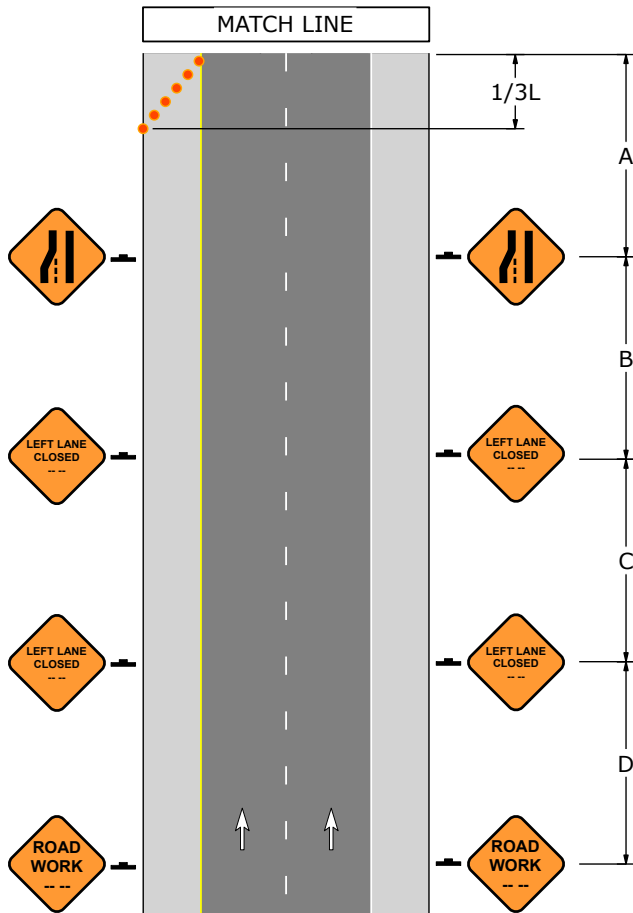 MATCH LINE
1/3L
A
B
LEFT LANE
CLOSED
-- --
LEFT LANE
CLOSED
-- --
C
LEFT LANE
CLOSED
-- --
LEFT LANE
CLOSED
-- --
D
ROAD
WORK
-- --
ROAD
WORK
-- --